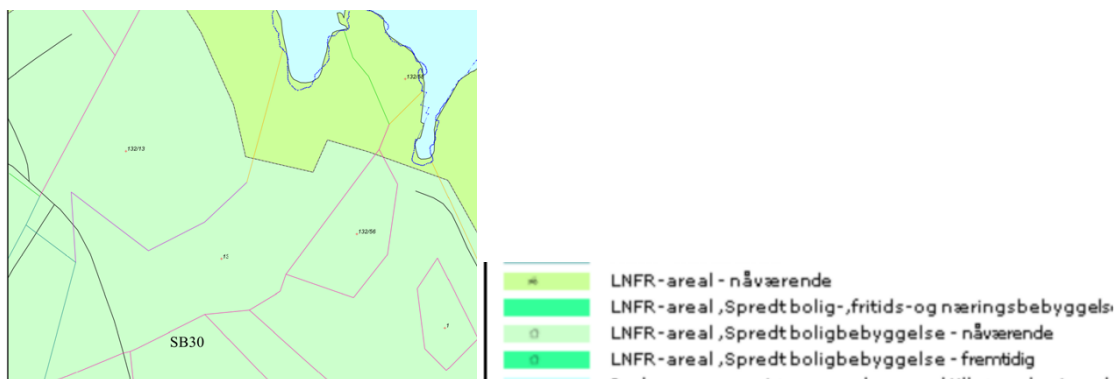 132/13
132/56
SB30
1
LNFR-areal - nåværende
LNFR-areal ,Spredt bolig-,fritids-og næringsbebyggelse
LNFR-areal ,Spredt boligbebyggelse - nåværende
LNFR-areal ,Spredt boligbebyggelse - fremtidig